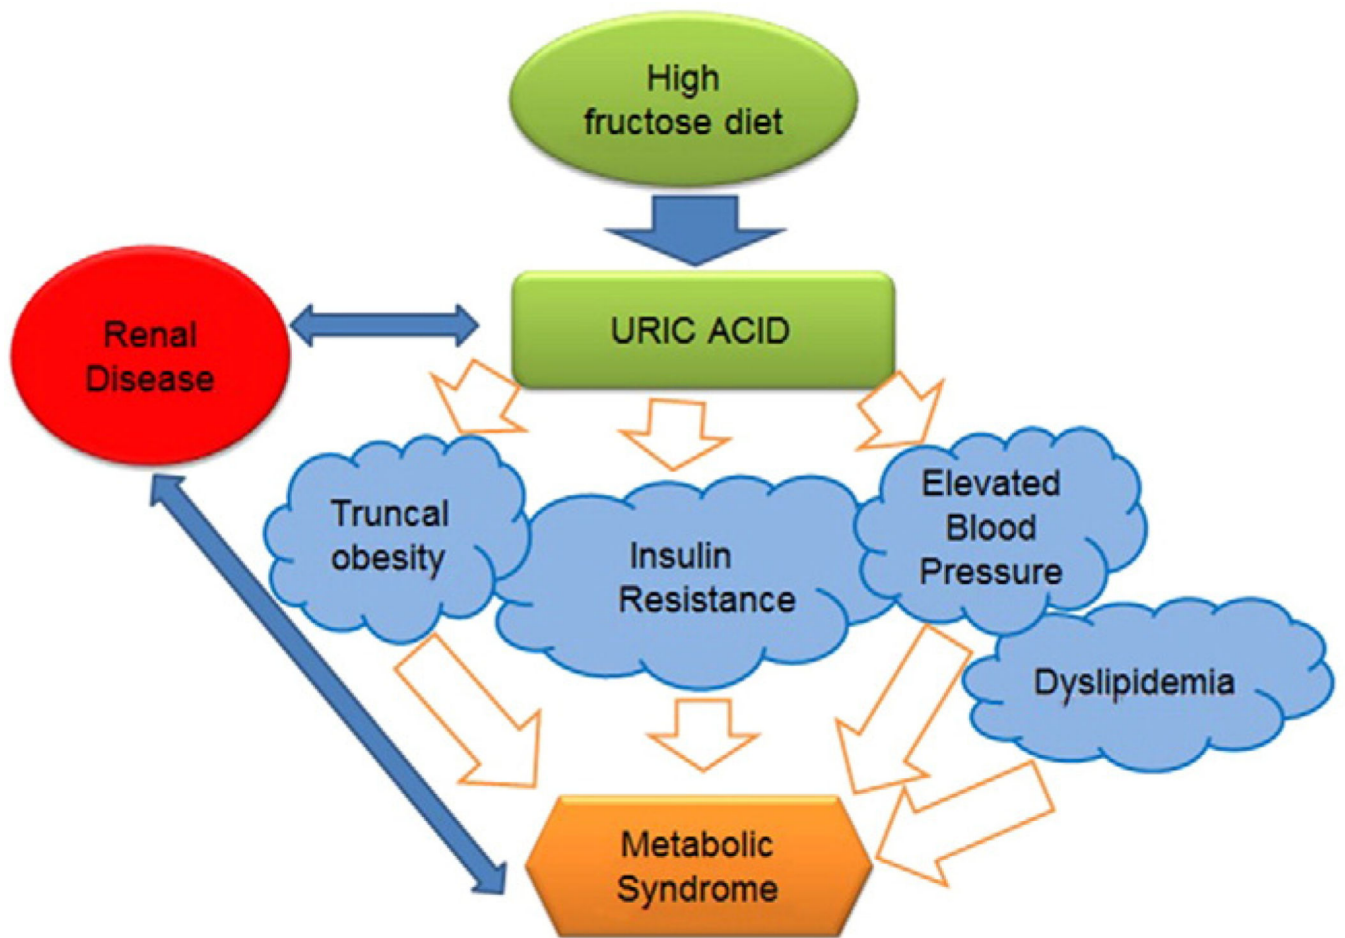 High
fructose diet
URIC ACID
Renal
Disease
Truncal
obesity
Insulin
Resistance
Elevated
Blood
Pressure
Dyslipidemia
Metabolic
Syndrome